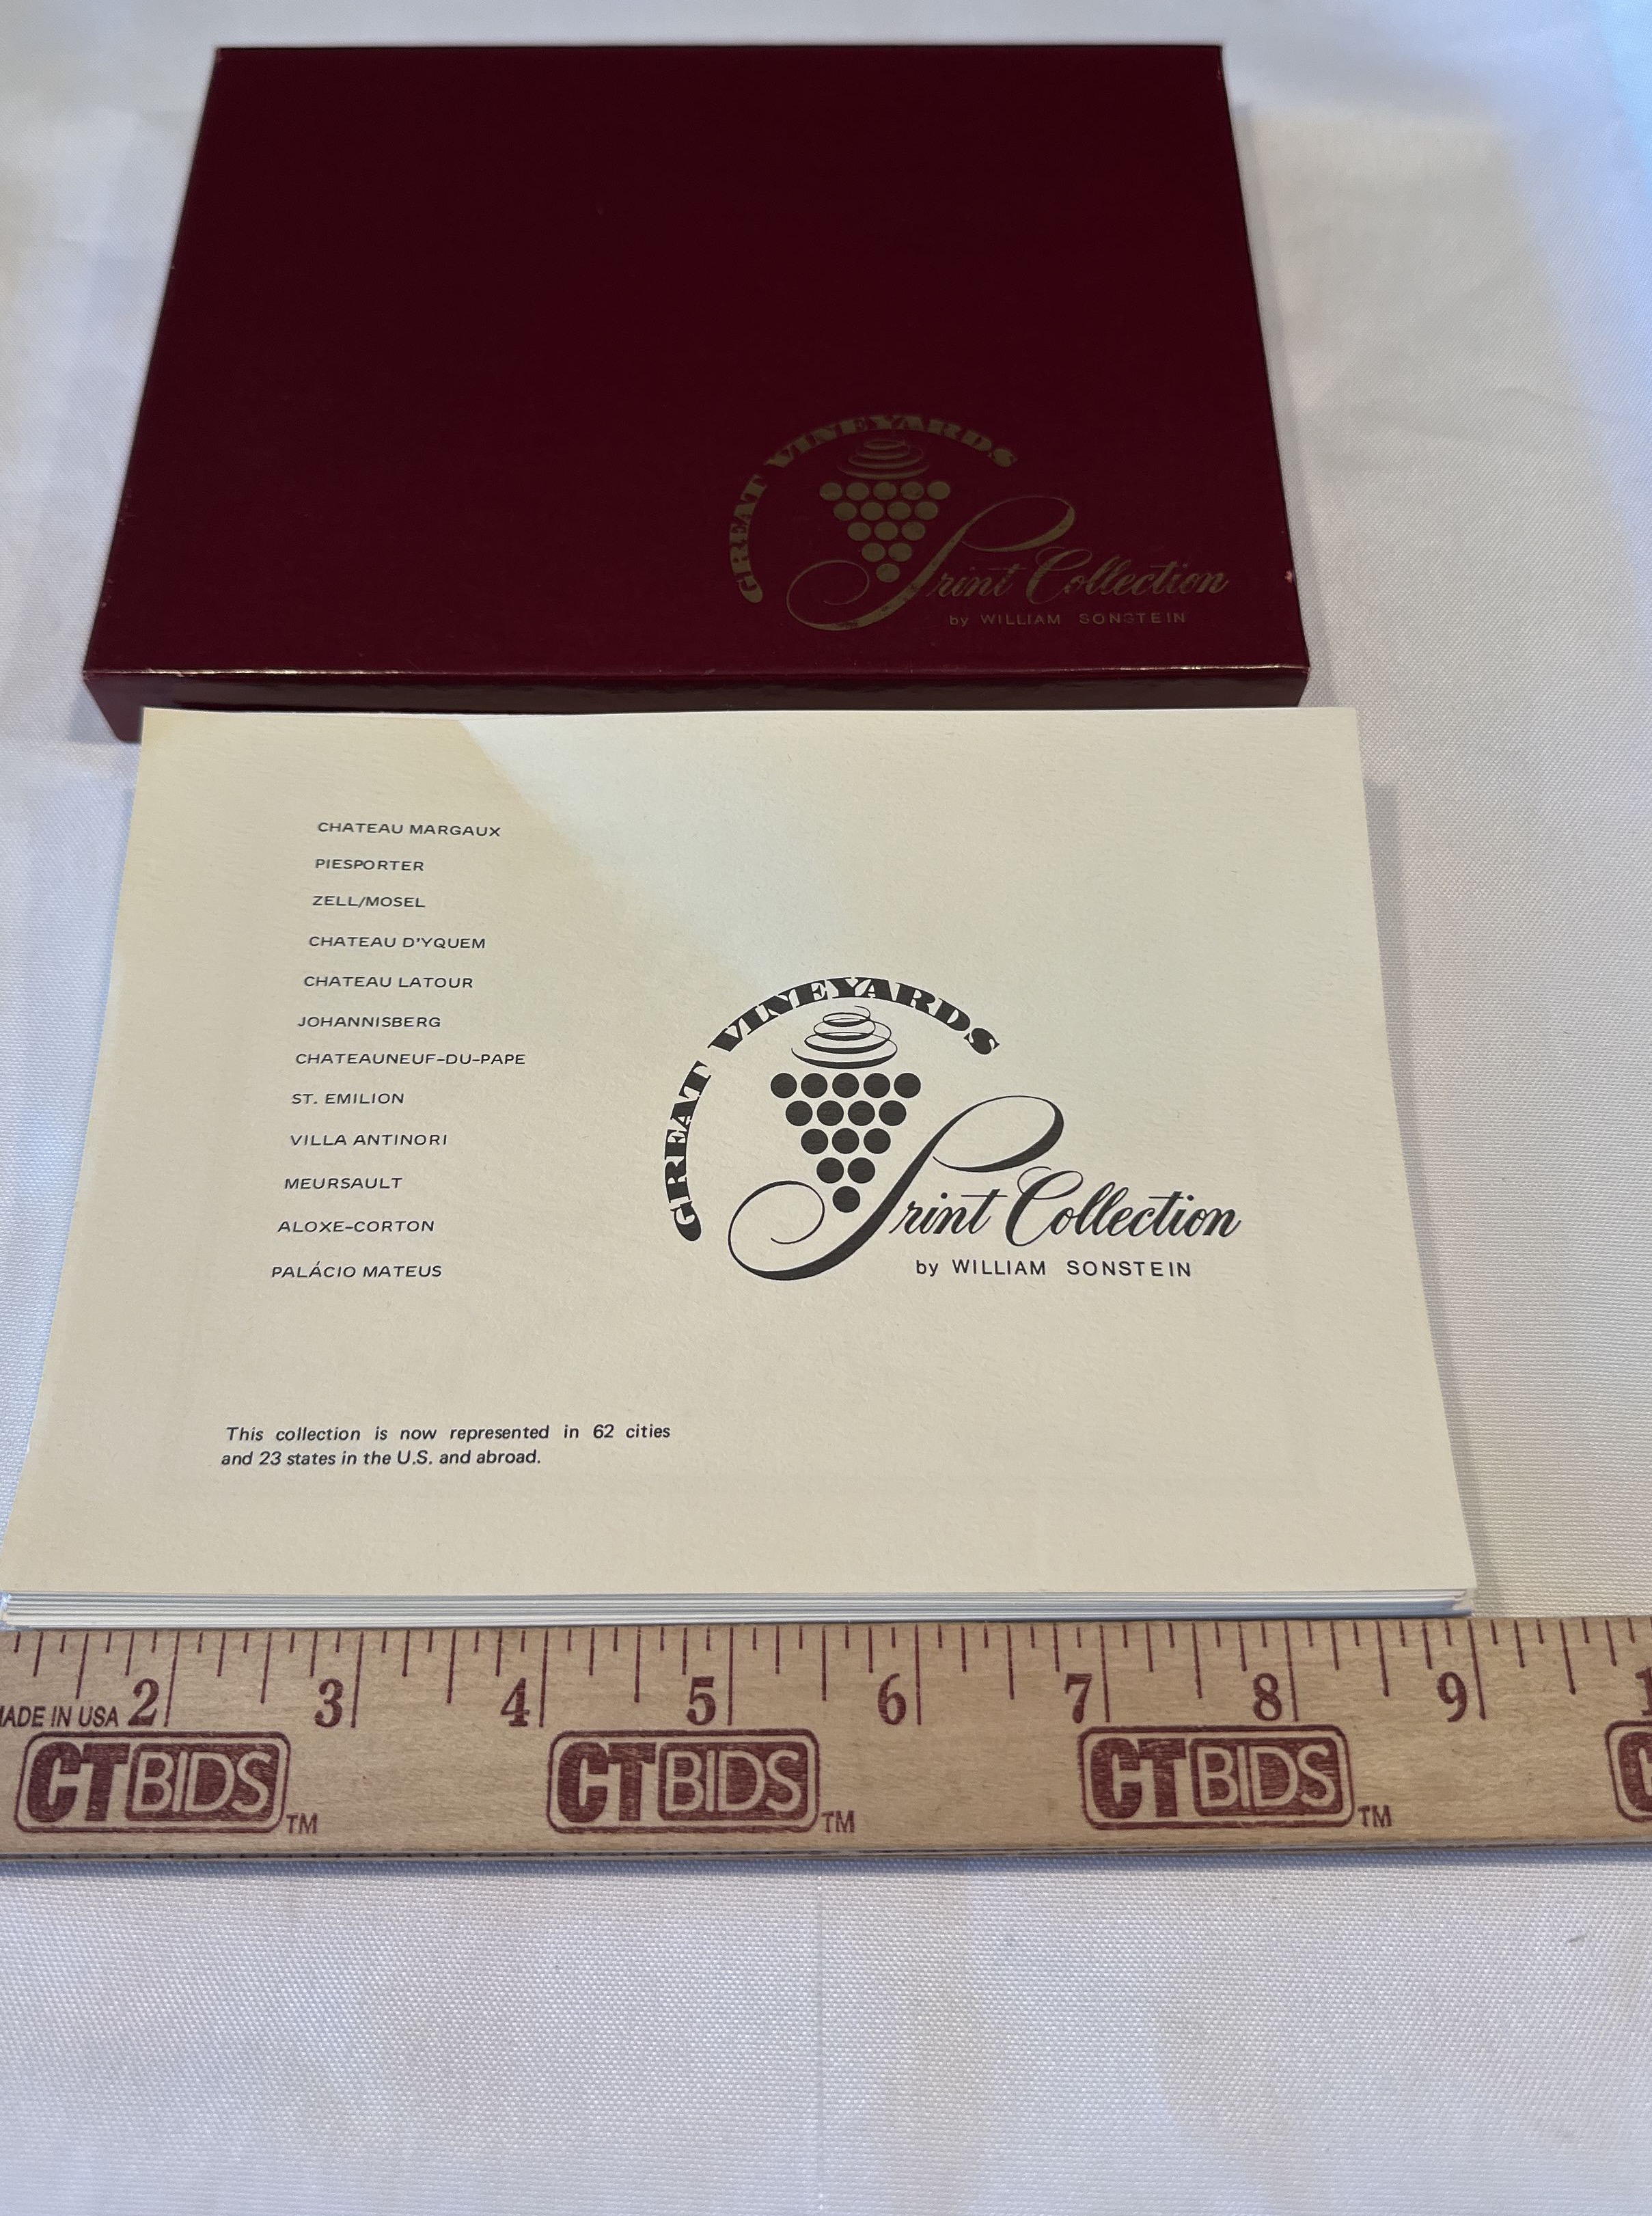 GREAT VINEYARDS
Print Collection
by WILLIAM SONSTEIN
CHATEAU MARGAUX
PIESPORTER
ZELL/MOSEL
CHATEAU D'YQUEM
CHATEAU LATOUR
JOHANNISBERG
CHATEAUNEUF-DU-PAPE
ST. EMILION
VILLA ANTINORI
MEURSAULT
ALOXE-CORTON
PALÁCIO MATEUS
GREAT VINEYARDS
Print Collection
by WILLIAM SONSTEIN
This collection is now represented in 62 cities
and 23 states in the U.S. and abroad.
2 3 4 5 6 7 8 9 1
MADE IN USA
CTBIDS TM CTBIDS TM CTBIDS TM